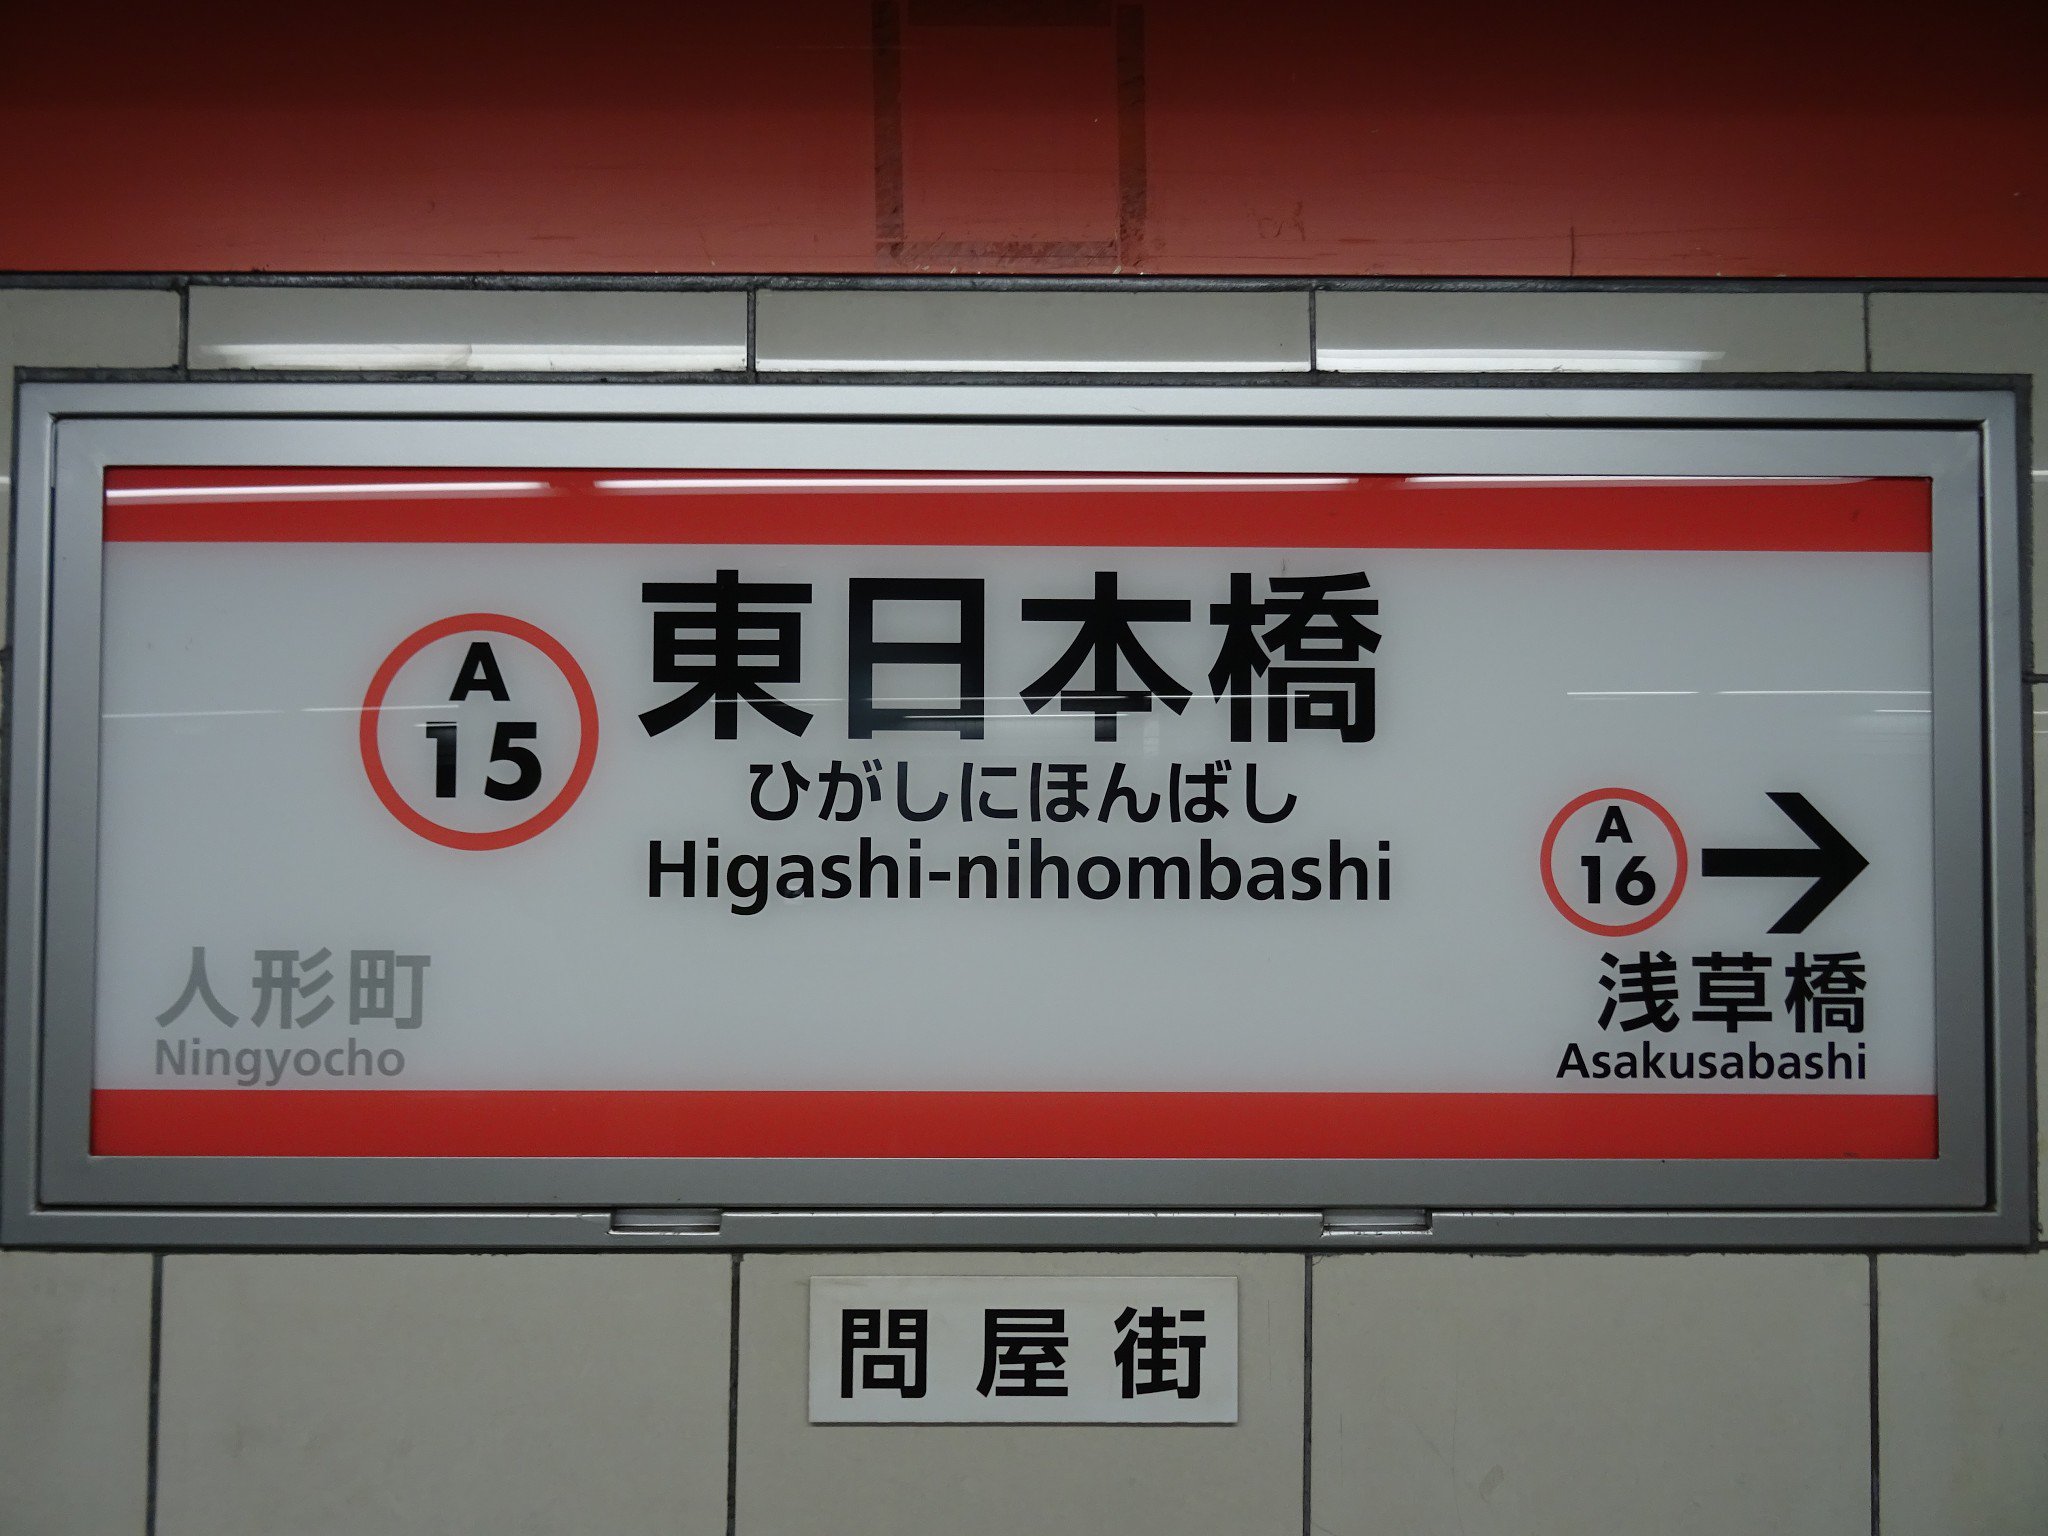 A
15
東日本橋
ひがしにほんばし
Higashi-nihombashi
A
16
人形町
Ningyocho
浅草橋
Asakusabashi
問屋街